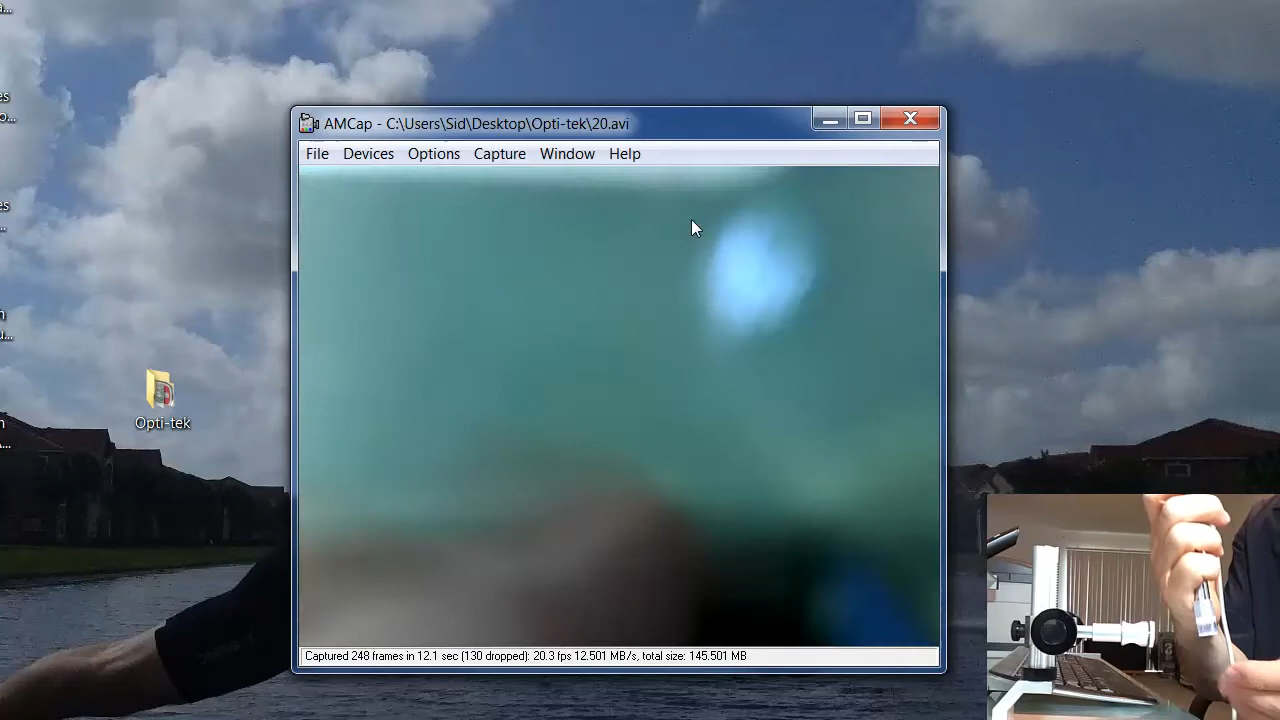 AMCap - C:\Users\Sid\Desktop\Opti-tek\20.avi
File Devices Options Capture Window Help
Opti-tek
Captured 248 frames in 12.1 sec (130 dropped): 20.3 fps 12.501 MB/s, total size: 145.501 MB